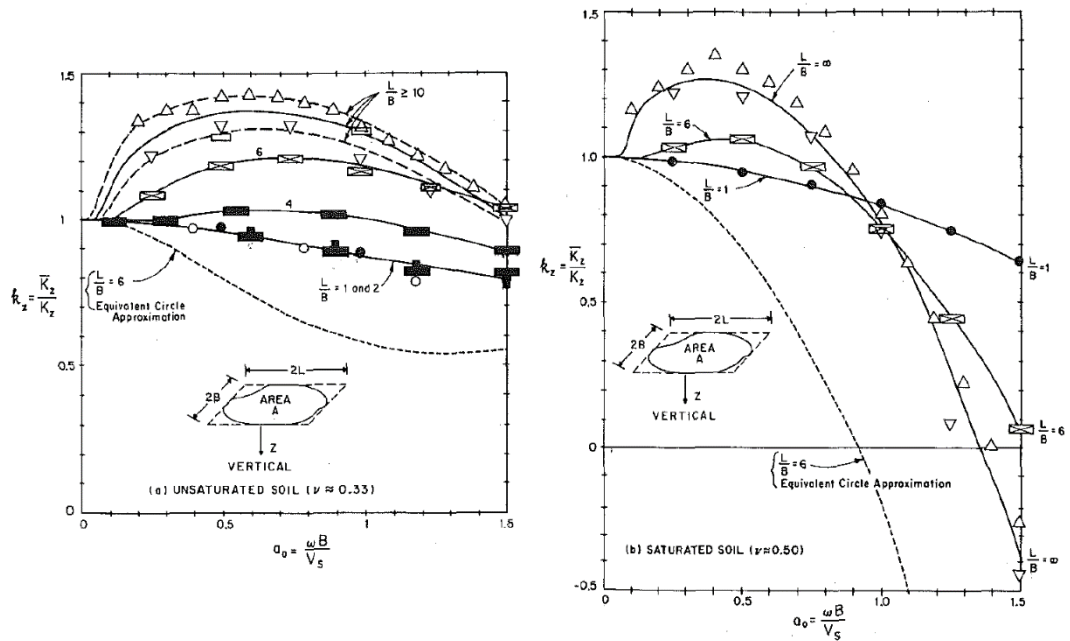 1.5
L/B ≥ 10
6
4
1
k_z = K̄_z/K_z
{ L/B = 6
Equivalent Circle
Approximation
L/B = 1 and 2
0.5
2L
2B
AREA
A
Z
VERTICAL
(a) UNSATURATED SOIL (ν ≈ 0.33)
0
0 0.5 1 1.5
a_o = ωB/V_s
1.5
L/B = ∞
L/B = 6
1.0
L/B = 1
k_z = K̄_z/K_z
L/B = 1
0.5
2L
2B
AREA
A
Z
VERTICAL
L/B = 6
0
{ L/B = 6
Equivalent Circle Approximation
(b) SATURATED SOIL (ν≈0.50)
L/B = ∞
-0.5
0 0.5 1.0 1.5
a_o = ωB/V_s